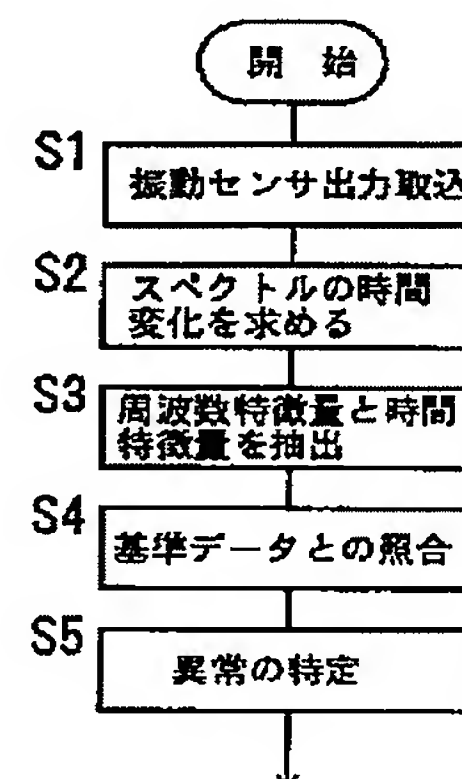 開 始
S1
振動センサ出力取込
S2
スペクトルの時間
変化を求める
S3
周波数特徴量と時間
特徴量を抽出
S4
基準データとの照合
S5
異常の特定